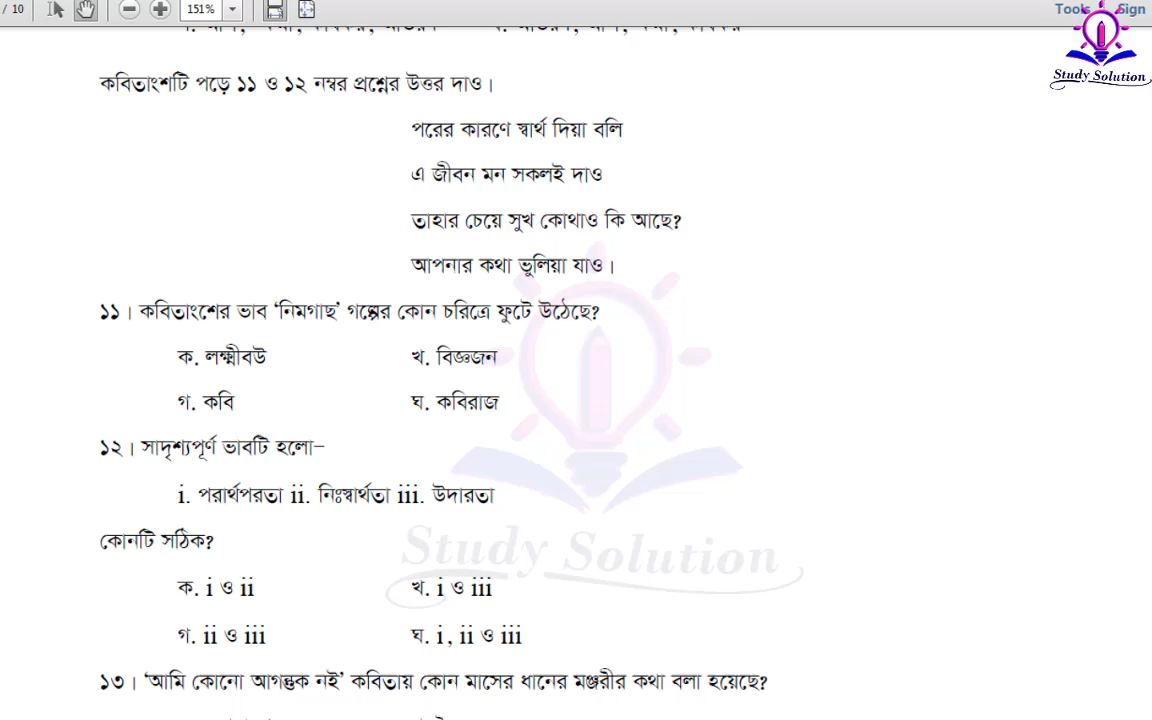 / 10
151%
Tools
Sign
Study Solution
কবিতাংশটি পড়ে ১১ ও ১২ নম্বর প্রশ্নের উত্তর দাও।
পরের কারণে স্বার্থ দিয়া বলি
এ জীবন মন সকলই দাও
তাহার চেয়ে সুখ কোথাও কি আছে?
আপনার কথা ভুলিয়া যাও।
১১। কবিতাংশের ভাব ‘নিমগাছ’ গল্পের কোন চরিত্রে ফুটে উঠেছে?
ক. লক্ষ্মীবউ খ. বিজ্ঞজন
গ. কবি ঘ. কবিরাজ
১২। সাদৃশ্যপূর্ণ ভাবটি হলো-
i. পরার্থপরতা ii. নিঃস্বার্থতা iii. উদারতা
কোনটি সঠিক?
Study Solution
ক. i ও ii খ. i ও iii
গ. ii ও iii ঘ. i, ii ও iii
১৩। ‘আমি কোনো আগন্তুক নই’ কবিতায় কোন মাসের ধানের মঞ্জরীর কথা বলা হয়েছে?